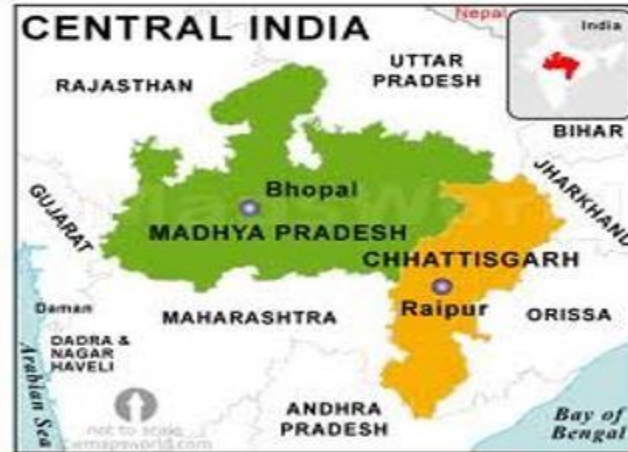 CENTRAL INDIA
Nepal
India
RAJASTHAN
UTTAR
PRADESH
BIHAR
JHARKHAND
GUJARAT
Bhopal
MADHYA PRADESH
CHHATTISGARH
Raipur
Daman
MAHARASHTRA
ORISSA
DADRA &
NAGAR
HAVELI
Arabian Sea
ANDHRA
PRADESH
Bay of
Bengal
not to scale